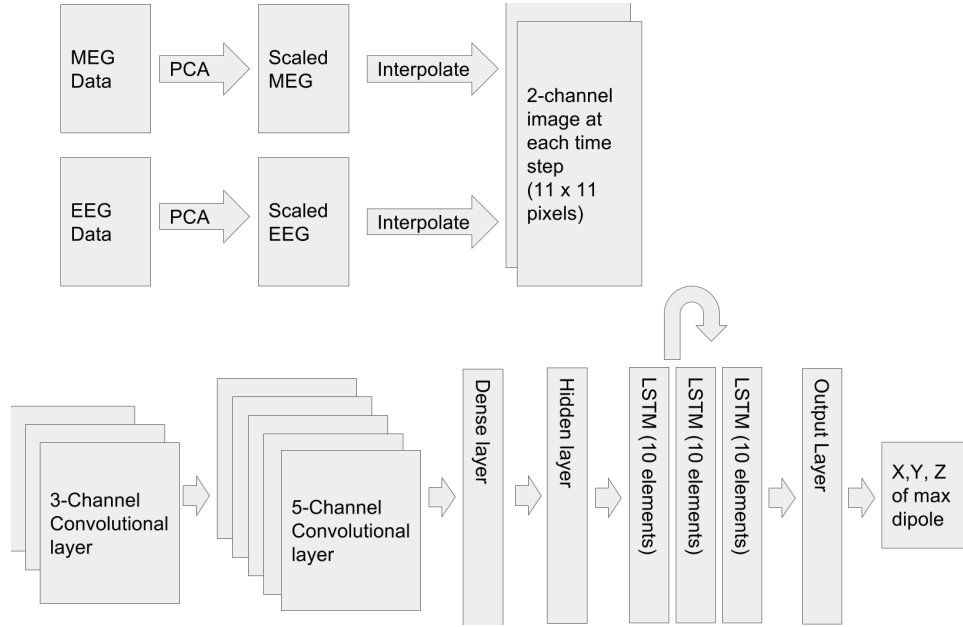 MEG
Data
PCA
Scaled
MEG
Interpolate
2-channel
image at
each time
step
(11 x 11
pixels)
EEG
Data
PCA
Scaled
EEG
Interpolate
3-Channel
Convolutional
layer
5-Channel
Convolutional
layer
Dense layer
Hidden layer
LSTM (10 elements)
LSTM (10 elements)
LSTM (10 elements)
Output Layer
X,Y, Z
of max
dipole